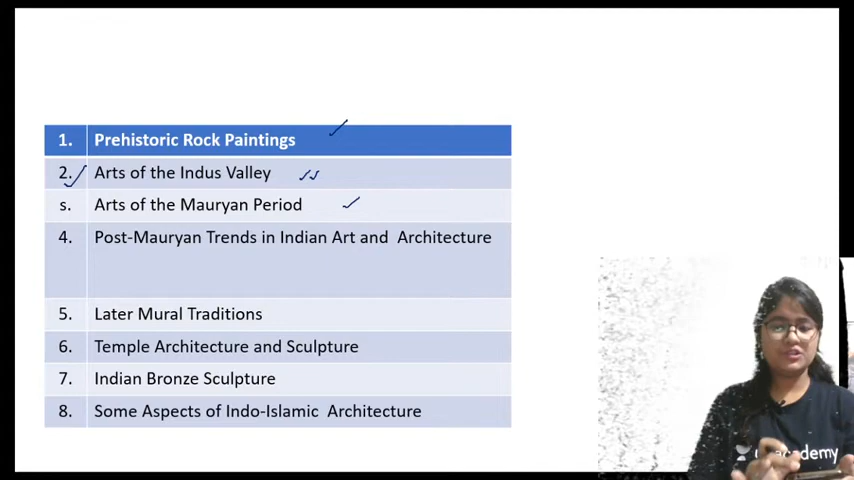 1. Prehistoric Rock Paintings
2. Arts of the Indus Valley
s. Arts of the Mauryan Period
4. Post-Mauryan Trends in Indian Art and Architecture
5. Later Mural Traditions
6. Temple Architecture and Sculpture
7. Indian Bronze Sculpture
8. Some Aspects of Indo-Islamic Architecture
academy